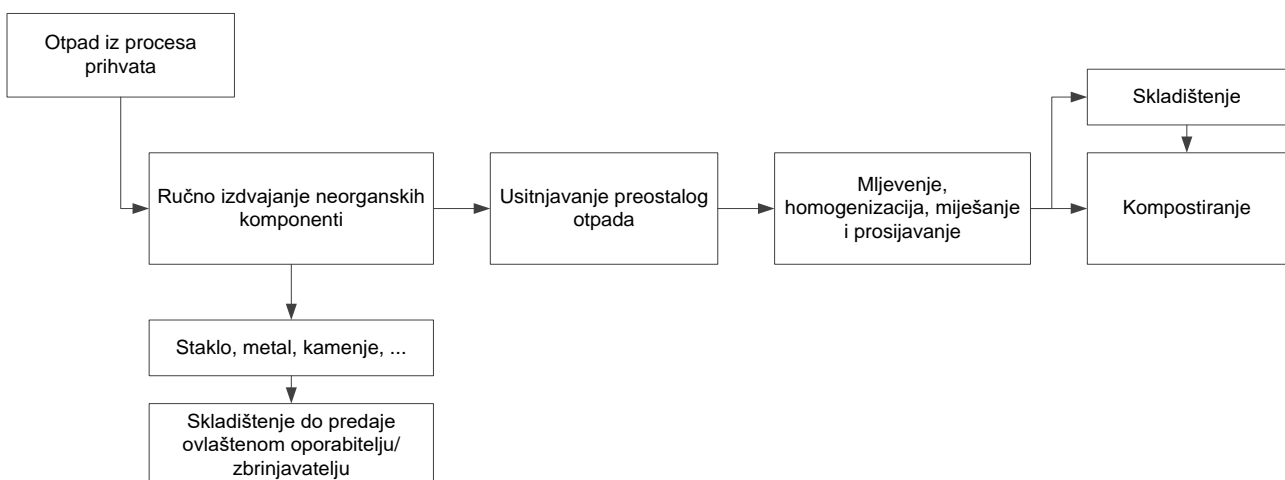 Otpad iz procesa
prihvata
Skladištenje
Ručno izdvajanje neorganskih
komponenti
Usitnjavanje preostalog
otpada
Mljevenje,
homogenizacija, miješanje
i prosijavanje
Kompostiranje
Staklo, metal, kamenje, ...
Skladištenje do predaje
ovlaštenom oporabitelju/
zbrinjavatelju